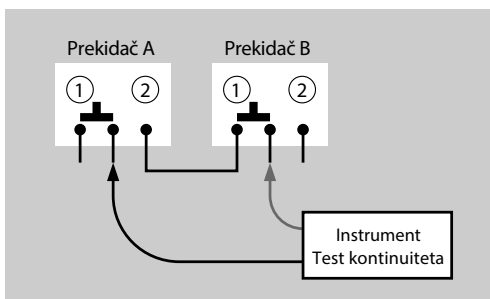 Prekidač A
Prekidač B
1
2
1
2
Instrument
Test kontinuiteta